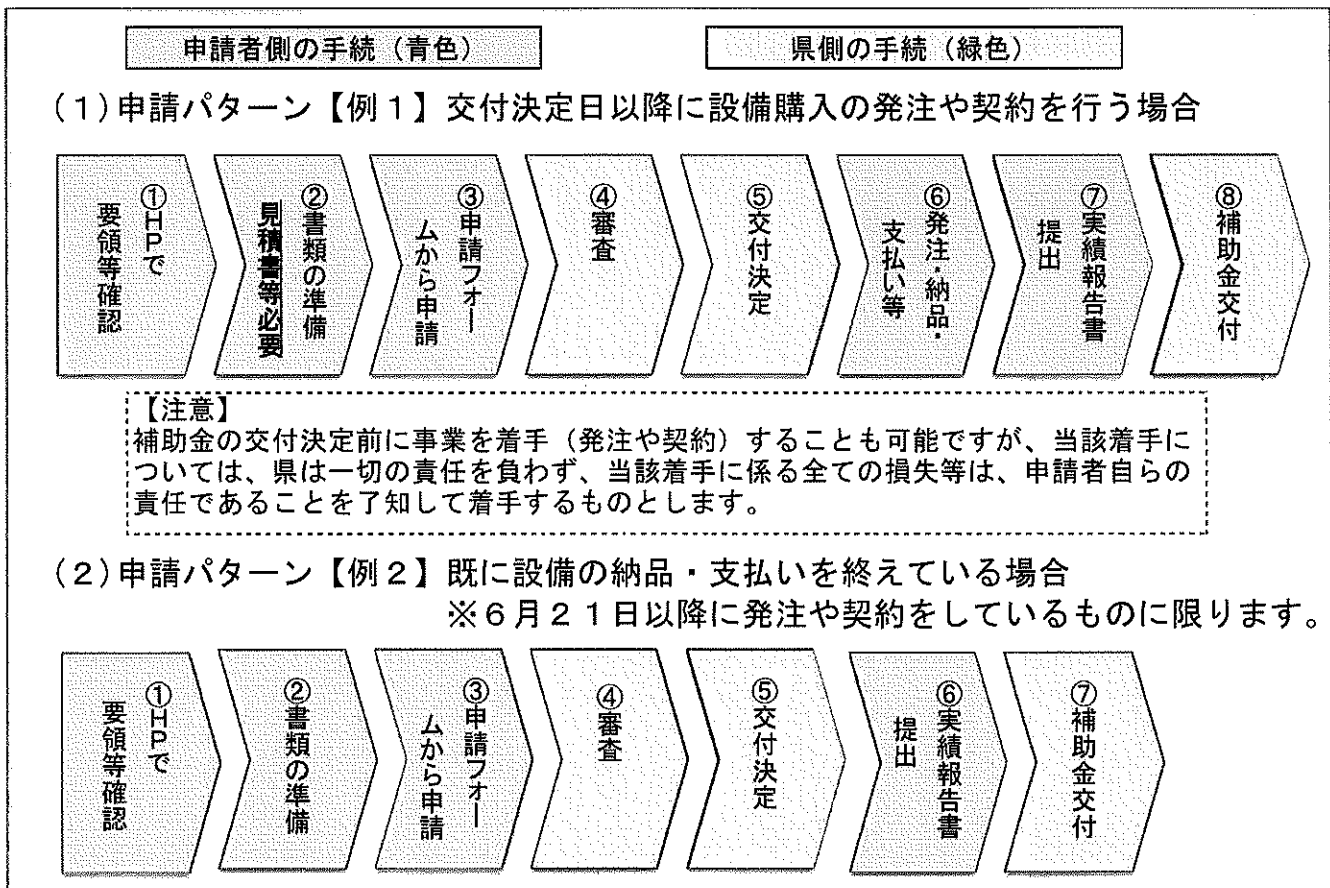 申請者側の手続（青色）
県側の手続（緑色）
（１）申請パターン【例１】交付決定日以降に設備購入の発注や契約を行う場合
①ＨＰで
要領等確認
②書類の準備
見積書等必要
③申請フォー
ムから申請
④審査
⑤交付決定
⑥発注・納品・
支払い等
⑦実績報告書
提出
⑧補助金交付
【注意】
補助金の交付決定前に事業を着手（発注や契約）することも可能ですが、当該着手に
ついては、県は一切の責任を負わず、当該着手に係る全ての損失等は、申請者自らの
責任であることを了知して着手するものとします。
（２）申請パターン【例２】既に設備の納品・支払いを終えている場合
※６月２１日以降に発注や契約をしているものに限ります。
①ＨＰで
要領等確認
②書類の準備
③申請フォー
ムから申請
④審査
⑤交付決定
⑥実績報告書
提出
⑦補助金交付